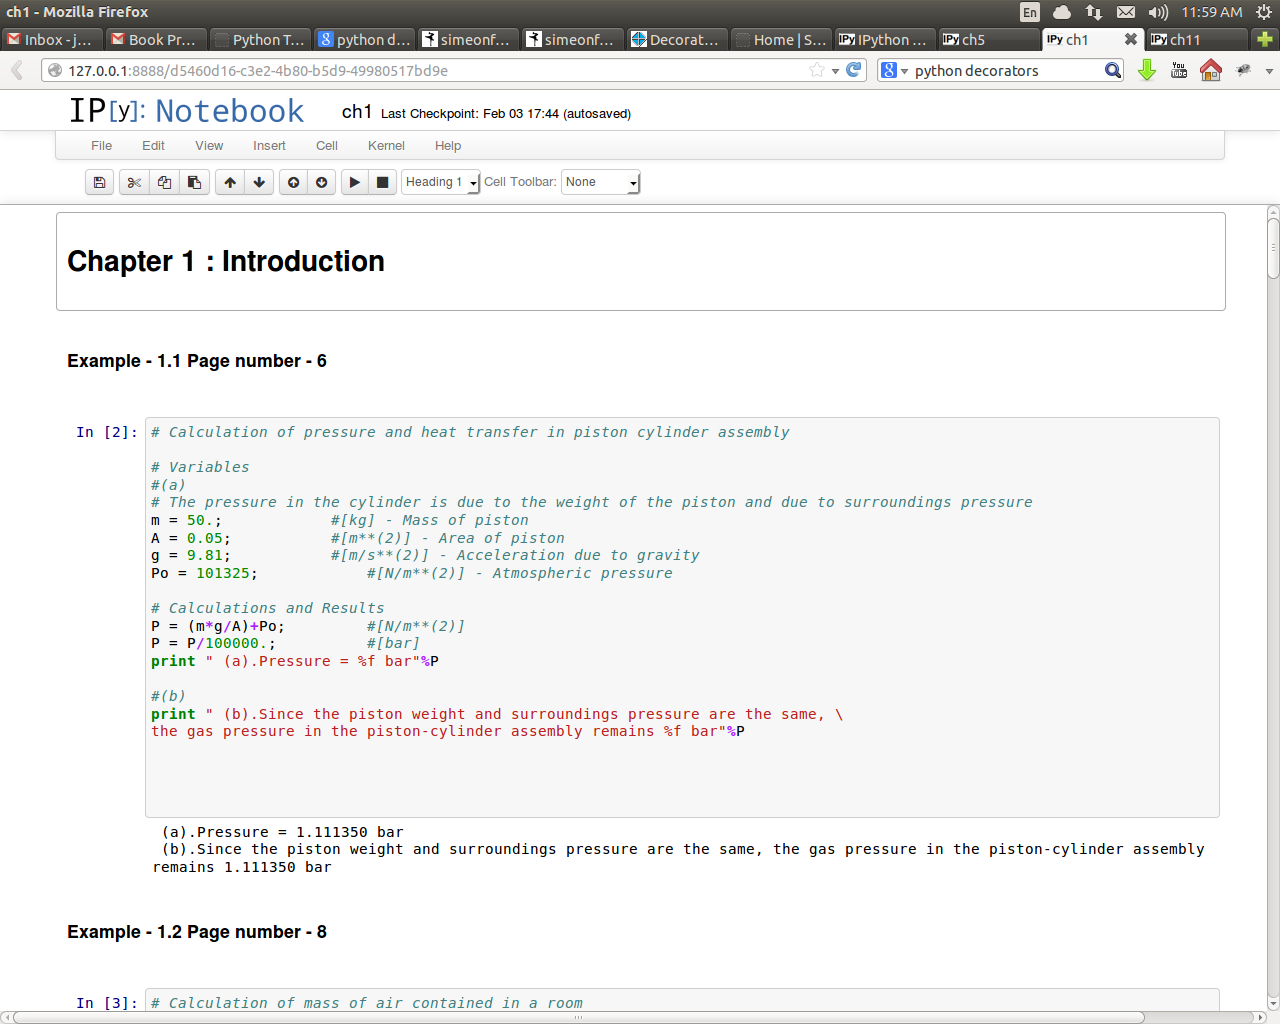 ch1 - Mozilla Firefox
En
11:59 AM
Inbox - j...
Book Pr...
Python T...
python d...
simeonf...
simeonf...
Decorat...
Home | S...
IPython ...
ch5
ch1
ch11
127.0.0.1:8888/d5460d16-c3e2-4b80-b5d9-49980517bd9e
python decorators
IP[y]: Notebook
ch1 Last Checkpoint: Feb 03 17:44 (autosaved)
File Edit View Insert Cell Kernel Help
Heading 1 Cell Toolbar: None
Chapter 1 : Introduction
Example - 1.1 Page number - 6
In [2]: # Calculation of pressure and heat transfer in piston cylinder assembly
# Variables
#(a)
# The pressure in the cylinder is due to the weight of the piston and due to surroundings pressure
m = 50.; #[kg] - Mass of piston
A = 0.05; #[m**(2)] - Area of piston
g = 9.81; #[m/s**(2)] - Acceleration due to gravity
Po = 101325; #[N/m**(2)] - Atmospheric pressure
# Calculations and Results
P = (m*g/A)+Po; #[N/m**(2)]
P = P/100000.; #[bar]
print " (a).Pressure = %f bar"%P
#(b)
print " (b).Since the piston weight and surroundings pressure are the same, \
the gas pressure in the piston-cylinder assembly remains %f bar"%P
(a).Pressure = 1.111350 bar
(b).Since the piston weight and surroundings pressure are the same, the gas pressure in the piston-cylinder assembly
remains 1.111350 bar
Example - 1.2 Page number - 8
In [3]: # Calculation of mass of air contained in a room